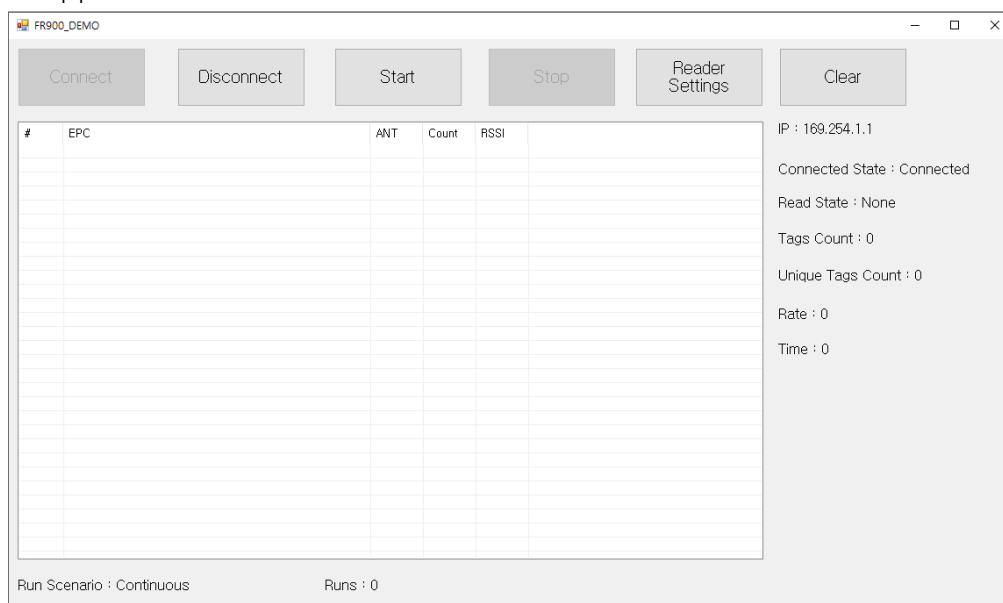 FR900_DEMO
Connect
Disconnect
Start
Stop
Reader
Settings
Clear
# EPC ANT Count RSSI
IP : 169.254.1.1
Connected State : Connected
Read State : None
Tags Count : 0
Unique Tags Count : 0
Rate : 0
Time : 0
Run Scenario : Continuous
Runs : 0